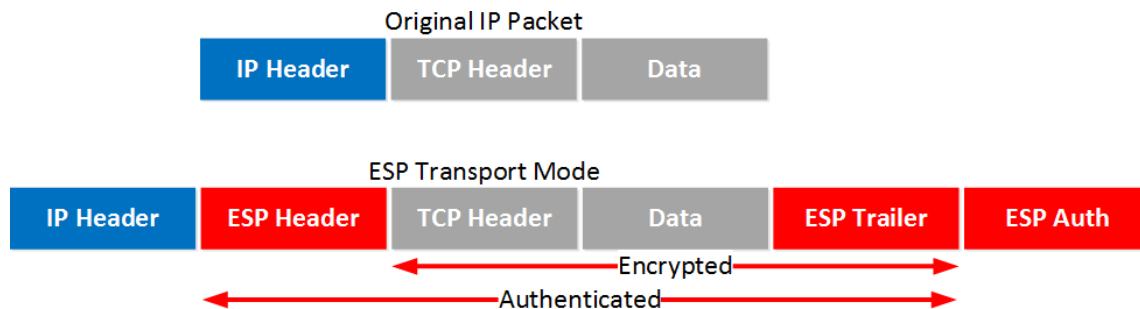 Original IP Packet
IP Header TCP Header Data
ESP Transport Mode
IP Header ESP Header TCP Header Data ESP Trailer ESP Auth
Encrypted
Authenticated